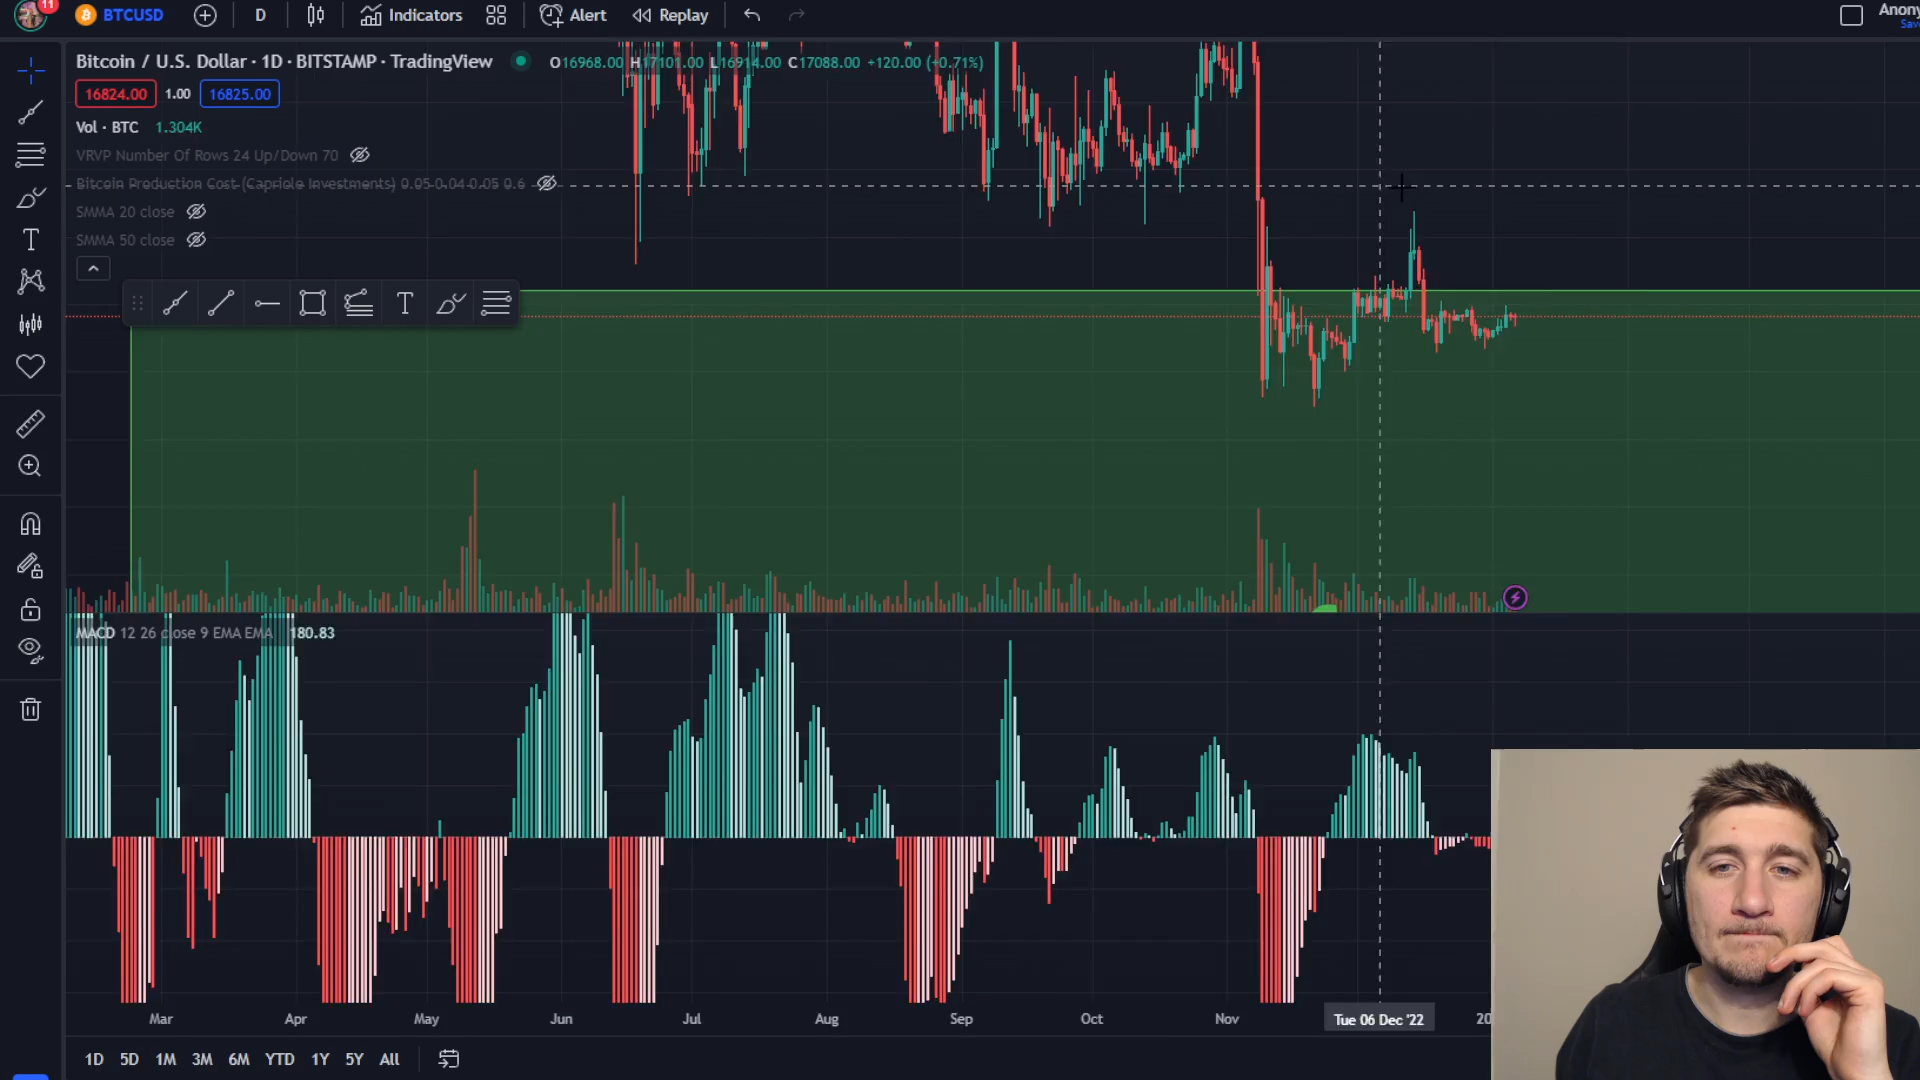 11
BTCUSD
D
Indicators
Alert
Replay
Anony
Bitcoin / U.S. Dollar · 1D · BITSTAMP · TradingView
O16968.00 H17101.00 L16914.00 C17088.00 +120.00 (+0.71%)
16824.00 1.00 16825.00
Vol · BTC 1.304K
VRVP Number Of Rows 24 Up/Down 70
Bitcoin Production Cost (Capriole Investments) 0.05 0.04 0.05 0.6
SMMA 20 close
SMMA 50 close
T
T
MACD 12 26 close 9 EMA EMA 180.83
Mar Apr May Jun Jul Aug Sep Oct Nov Tue 06 Dec '22 20
1D 5D 1M 3M 6M YTD 1Y 5Y All